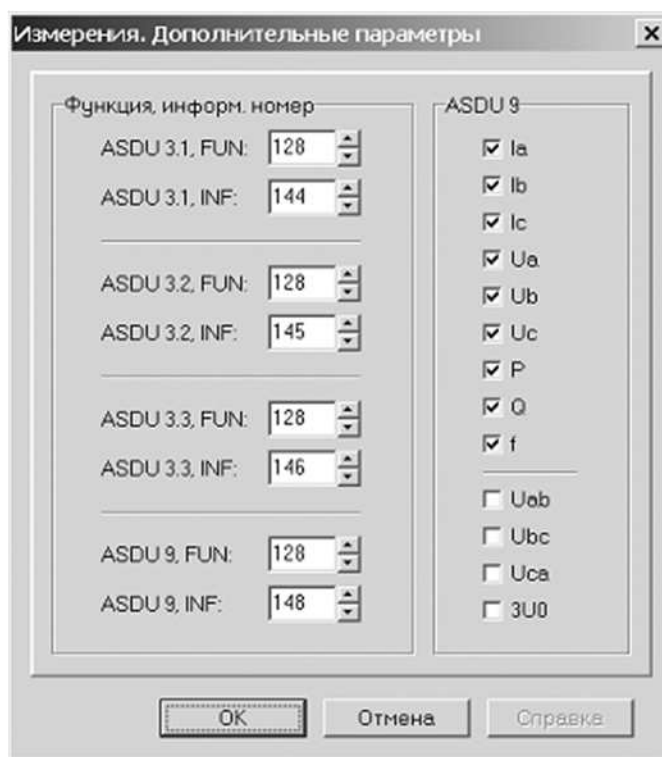 Измерения. Дополнительные параметры
Функция, информ. номер
ASDU 3.1, FUN: 128
ASDU 3.1, INF: 144
ASDU 3.2, FUN: 128
ASDU 3.2, INF: 145
ASDU 3.3, FUN: 128
ASDU 3.3, INF: 146
ASDU 9, FUN: 128
ASDU 9, INF: 148
ASDU 9
Ia
Ib
Ic
Ua
Ub
Uc
P
Q
f
Uab
Ubc
Uca
3U0
OK
Отмена
Справка